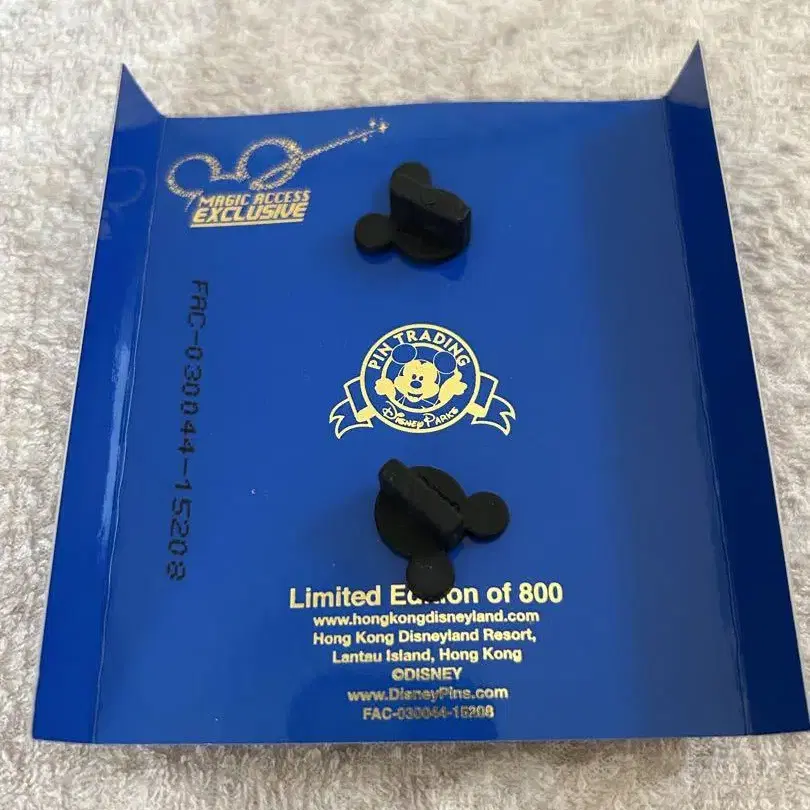 MAGIC ACCESS
EXCLUSIVE
FAC-030044-15208
PIN TRADING
Disney Parks
Limited Edition of 800
www.hongkongdisneyland.com
Hong Kong Disneyland Resort,
Lantau Island, Hong Kong
©DISNEY
www.DisneyPins.com
FAC-030044-15208